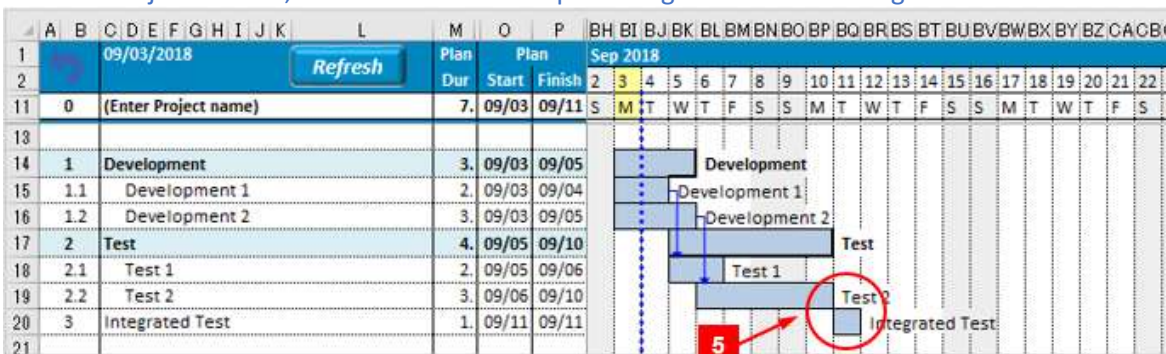 A B C D E F G H I J K L M O P BH BI BJ BK BL BM BN BO BP BQ BR BS BT BU BV BW BX BY BZ CA CB
1 09/03/2018 Refresh Plan Plan Sep 2018
2 Dur Start Finish 2 3 4 5 6 7 8 9 10 11 12 13 14 15 16 17 18 19 20 21 22
11 0 (Enter Project name) 7. 09/03 09/11 S M T W T F S S M T W T F S S M T W T F S
13
14 1 Development 3. 09/03 09/05 Development
15 1.1 Development 1 2. 09/03 09/04 Development 1
16 1.2 Development 2 3. 09/03 09/05 Development 2
17 2 Test 4. 09/05 09/10 Test
18 2.1 Test 1 2. 09/05 09/06 Test 1
19 2.2 Test 2 3. 09/06 09/10 Test 2
20 3 Integrated Test 1. 09/11 09/11 Integrated Test
21 5